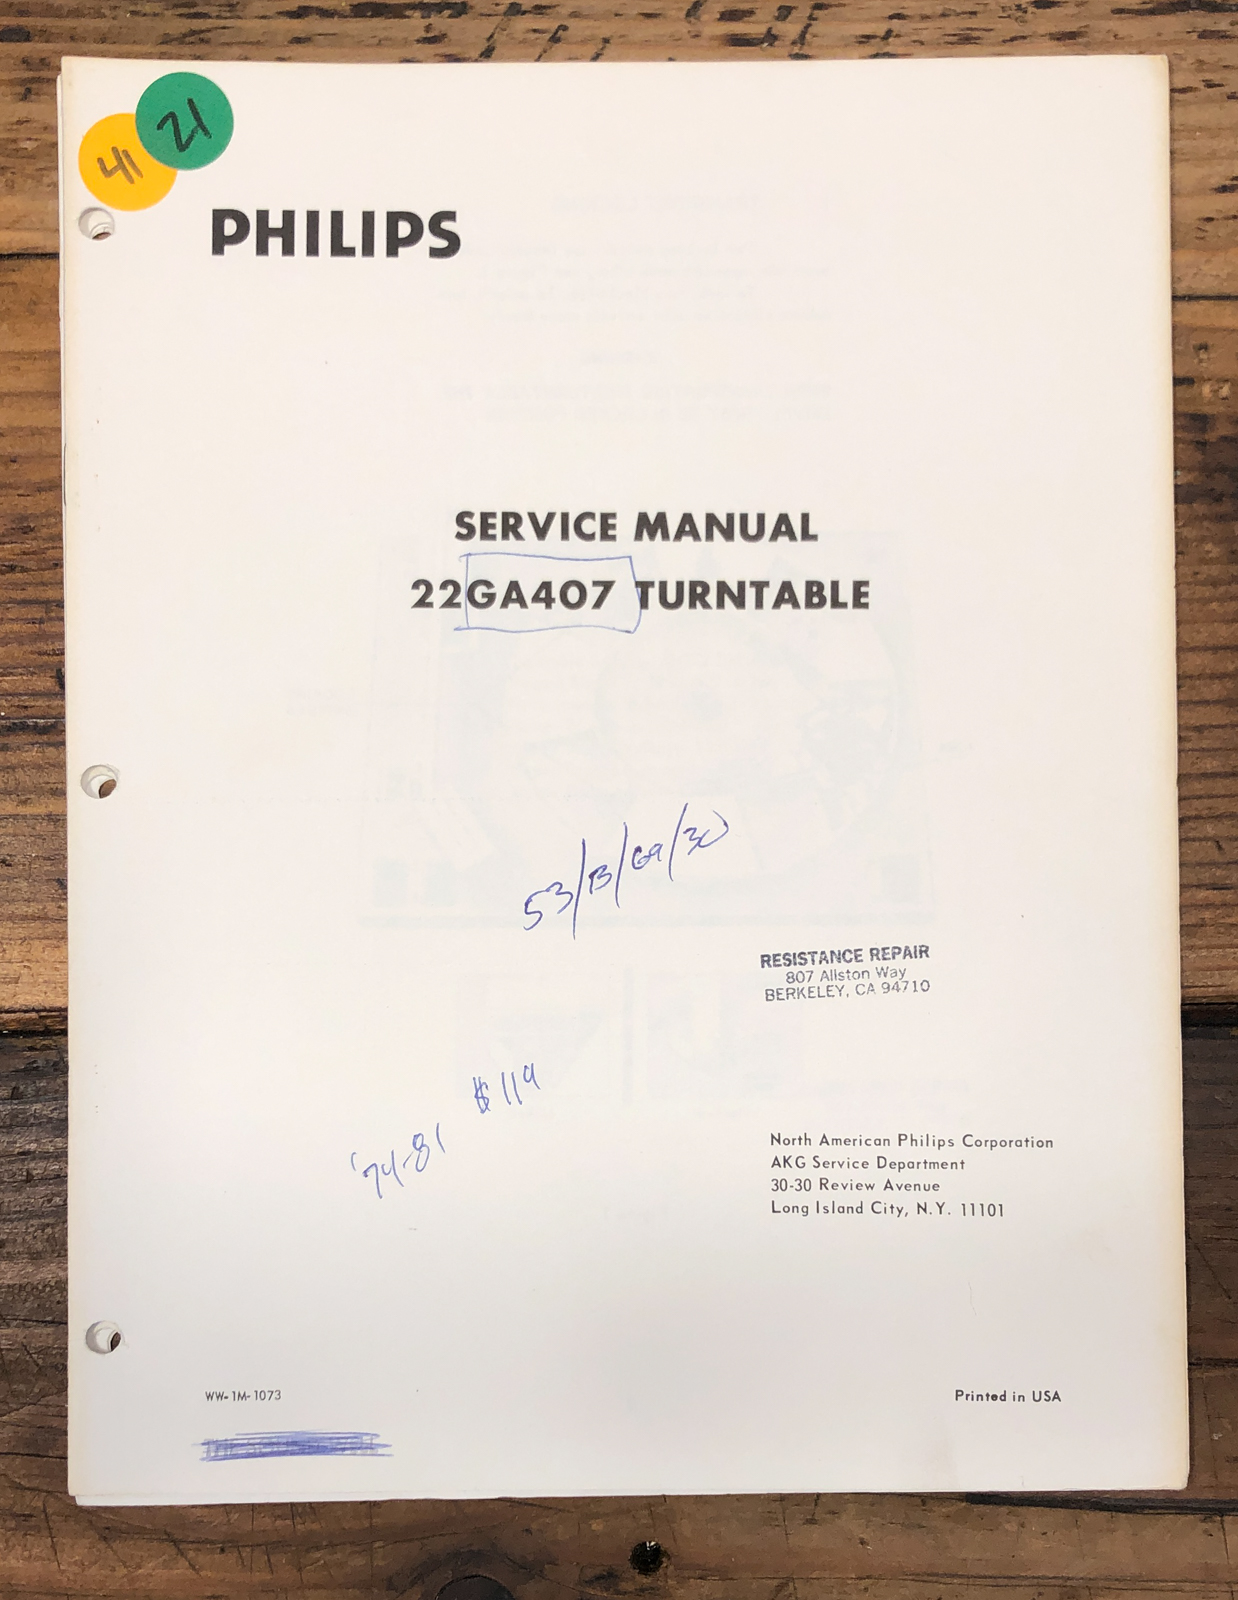 41
21
PHILIPS
SERVICE MANUAL
22GA407 TURNTABLE
53/B/69/30
RESISTANCE REPAIR
807 Allston Way
BERKELEY, CA 94710
$119
'74-81
North American Philips Corporation
AKG Service Department
30-30 Review Avenue
Long Island City, N.Y. 11101
WW-1M-1073
Printed in USA